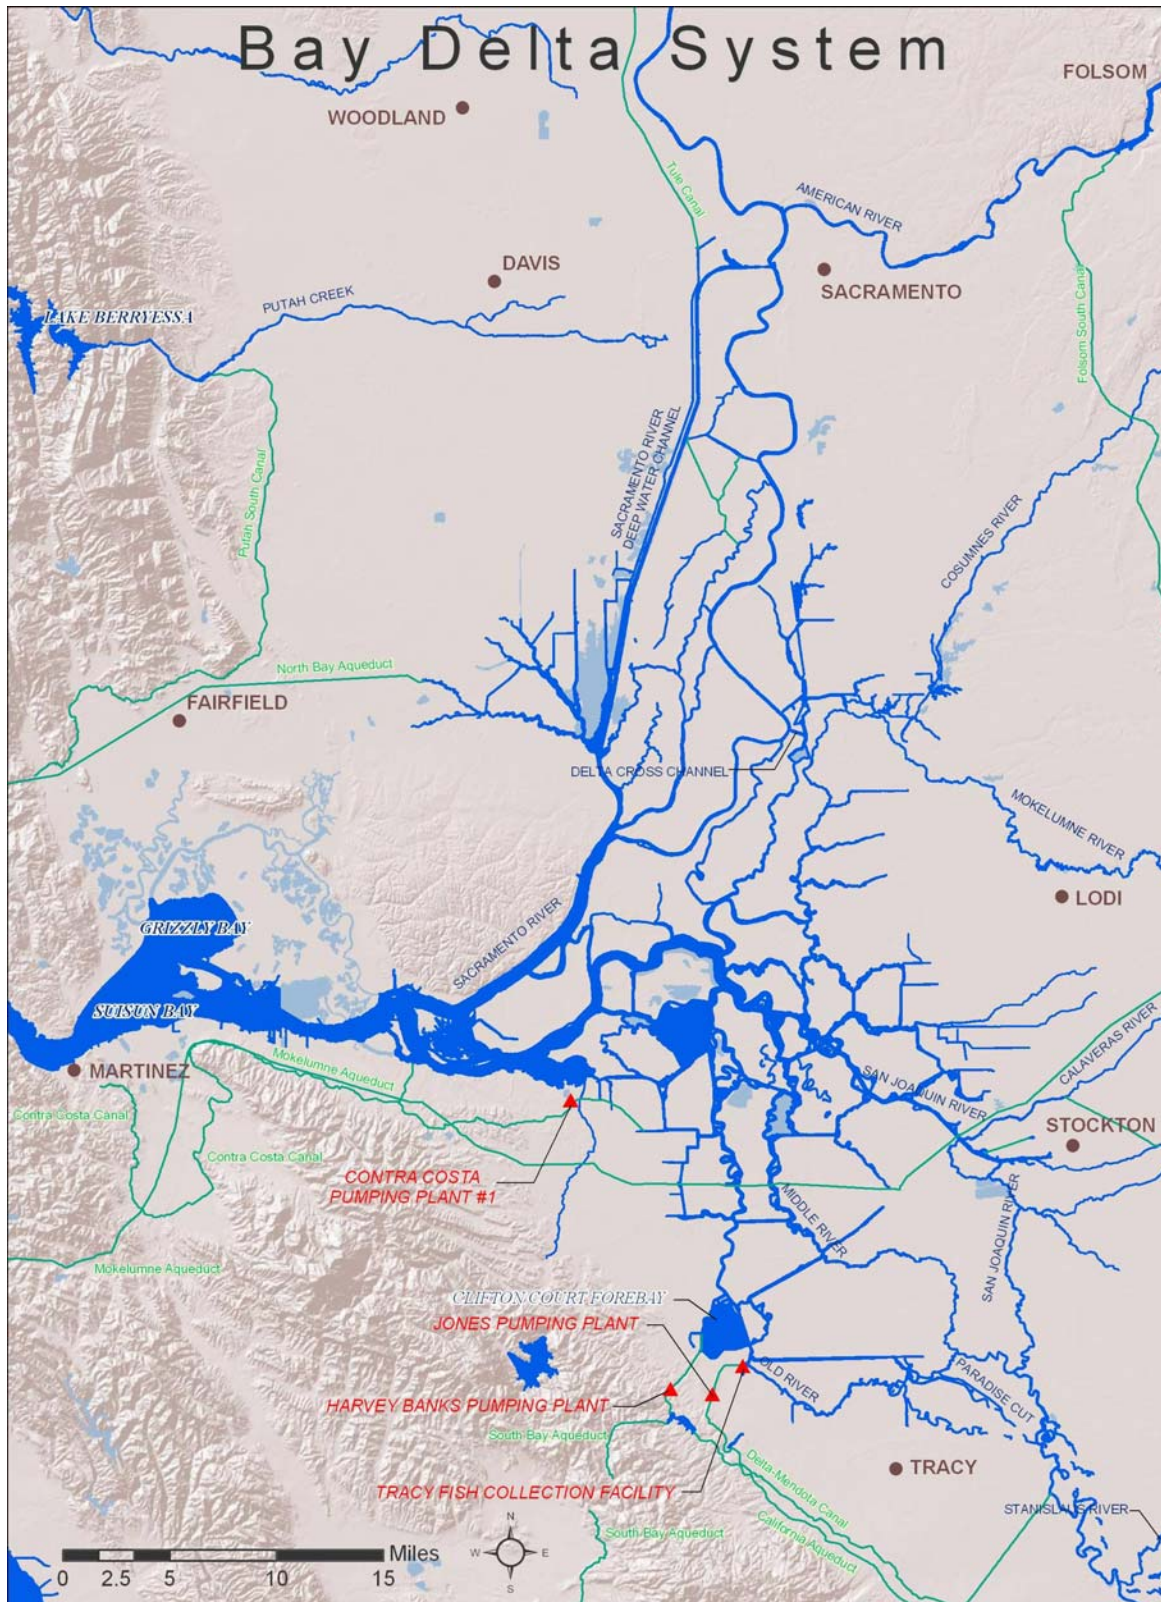 Bay Delta System
FOLSOM
WOODLAND
Tule Canal
AMERICAN RIVER
DAVIS
SACRAMENTO
PUTAH CREEK
LAKE BERRYESSA
Folsom South Canal
SACRAMENTO RIVER
DEEP WATER CHANNEL
Putah South Canal
COSUMNES RIVER
North Bay Aqueduct
FAIRFIELD
DELTA CROSS CHANNEL
MOKELUMNE RIVER
LODI
GRIZZLY BAY
SACRAMENTO RIVER
SUISUN BAY
MARTINEZ
Mokelumne Aqueduct
CALAVERAS RIVER
SAN JOAQUIN RIVER
Contra Costa Canal
STOCKTON
Contra Costa Canal
CONTRA COSTA
PUMPING PLANT #1
MIDDLE RIVER
SAN JOAQUIN RIVER
Mokelumne Aqueduct
CLIFTON COURT FOREBAY
JONES PUMPING PLANT
OLD RIVER
PARADISE CUT
HARVEY BANKS PUMPING PLANT
South Bay Aqueduct
Delta-Mendota Canal
TRACY
TRACY FISH COLLECTION FACILITY
California Aqueduct
STANISLAUS RIVER
South Bay Aqueduct
N
W E
S
Miles
0 2.5 5 10 15